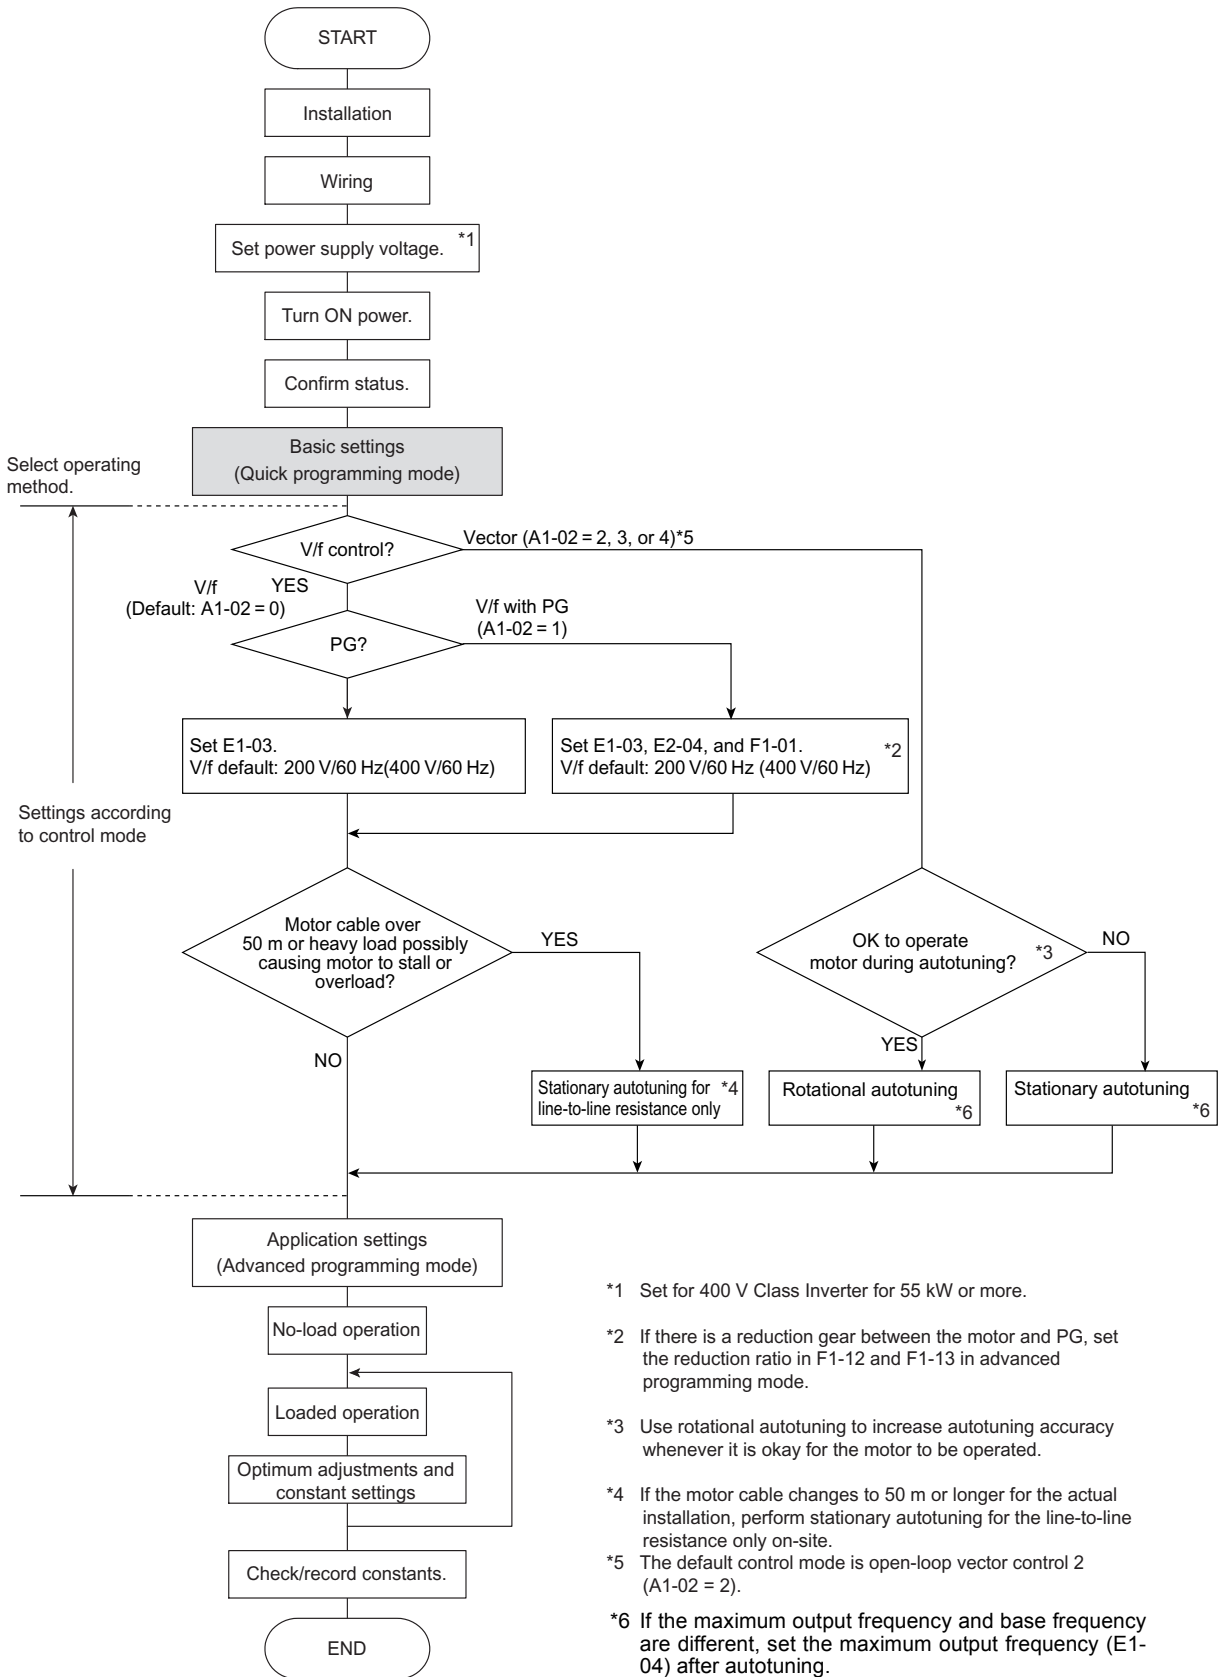 START
Installation
Wiring
Set power supply voltage. *1
Turn ON power.
Confirm status.
Basic settings
(Quick programming mode)
Select operating
method.
V/f control?
Vector (A1-02 = 2, 3, or 4)*5
V/f YES
(Default: A1-02 = 0)
V/f with PG
(A1-02 = 1)
PG?
Set E1-03.
V/f default: 200 V/60 Hz(400 V/60 Hz)
Set E1-03, E2-04, and F1-01. *2
V/f default: 200 V/60 Hz (400 V/60 Hz)
Settings according
to control mode
Motor cable over
50 m or heavy load possibly
causing motor to stall or
overload?
YES
NO
OK to operate
motor during autotuning? *3
NO
YES
Stationary autotuning for *4
line-to-line resistance only
Rotational autotuning
*6
Stationary autotuning
*6
Application settings
(Advanced programming mode)
No-load operation
Loaded operation
Optimum adjustments and
constant settings
Check/record constants.
END
*1 Set for 400 V Class Inverter for 55 kW or more.
*2 If there is a reduction gear between the motor and PG, set
the reduction ratio in F1-12 and F1-13 in advanced
programming mode.
*3 Use rotational autotuning to increase autotuning accuracy
whenever it is okay for the motor to be operated.
*4 If the motor cable changes to 50 m or longer for the actual
installation, perform stationary autotuning for the line-to-line
resistance only on-site.
*5 The default control mode is open-loop vector control 2
(A1-02 = 2).
*6 If the maximum output frequency and base frequency
are different, set the maximum output frequency (E1-
04) after autotuning.